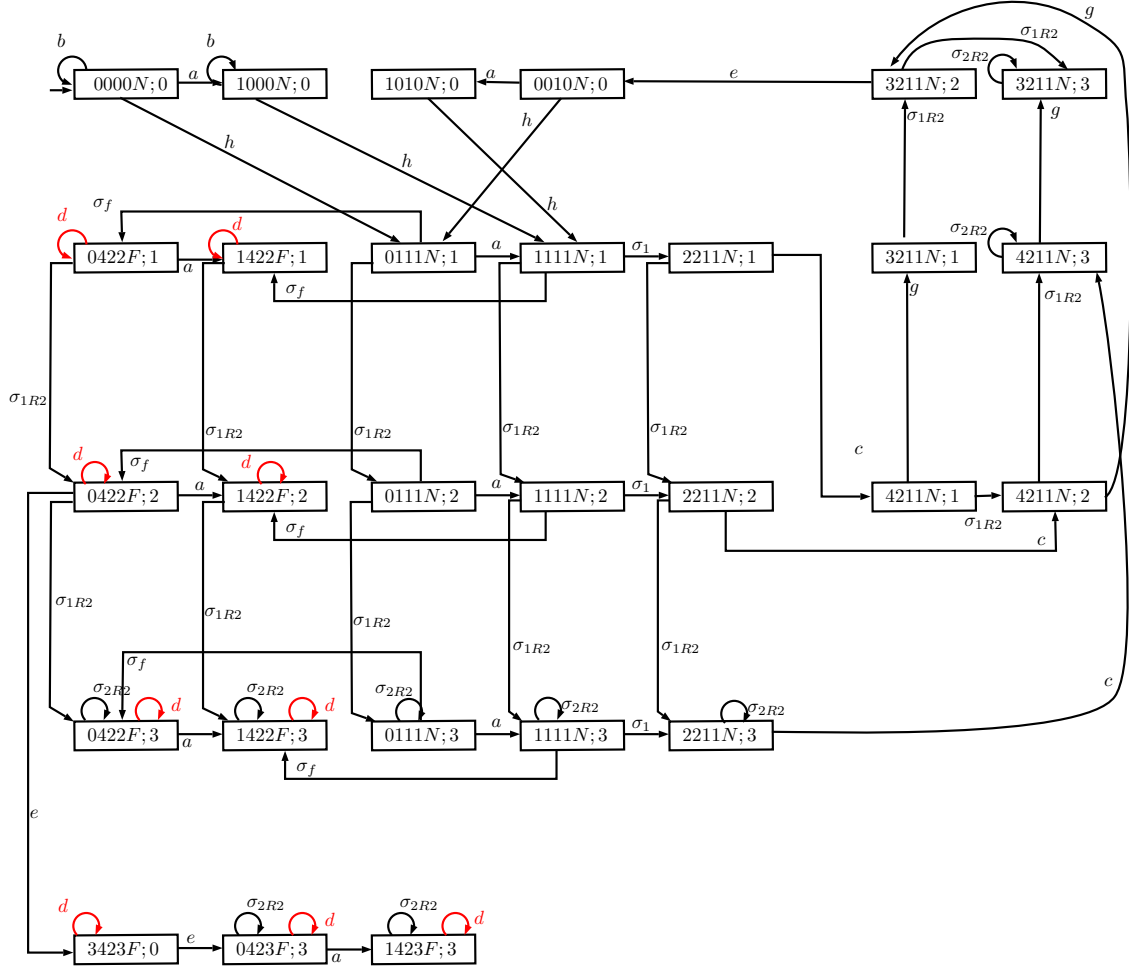 g
b
b
σ1R2
σ2R2
a
a
e
0000N; 0
1000N; 0
1010N; 0
0010N; 0
3211N; 2
3211N; 3
σ1R2
g
h
h
h
h
d
σf
d
σ2R2
a
a
σ1
0422F; 1
1422F; 1
0111N; 1
1111N; 1
2211N; 1
3211N; 1
4211N; 3
σf
g
σ1R2
σ1R2
σ1R2
σ1R2
σ1R2
σ1R2
c
d
σf
d
a
a
σ1
0422F; 2
1422F; 2
0111N; 2
1111N; 2
2211N; 2
4211N; 1
4211N; 2
σ1R2
σf
c
σ1R2
σ1R2
σ1R2
σ1R2
σ1R2
σf
c
σ2R2
d
σ2R2
d
σ2R2
σ2R2
σ2R2
a
a
σ1
0422F; 3
1422F; 3
0111N; 3
1111N; 3
2211N; 3
σf
e
d
σ2R2
d
σ2R2
d
e
3423F; 0
0423F; 3
1423F; 3
a